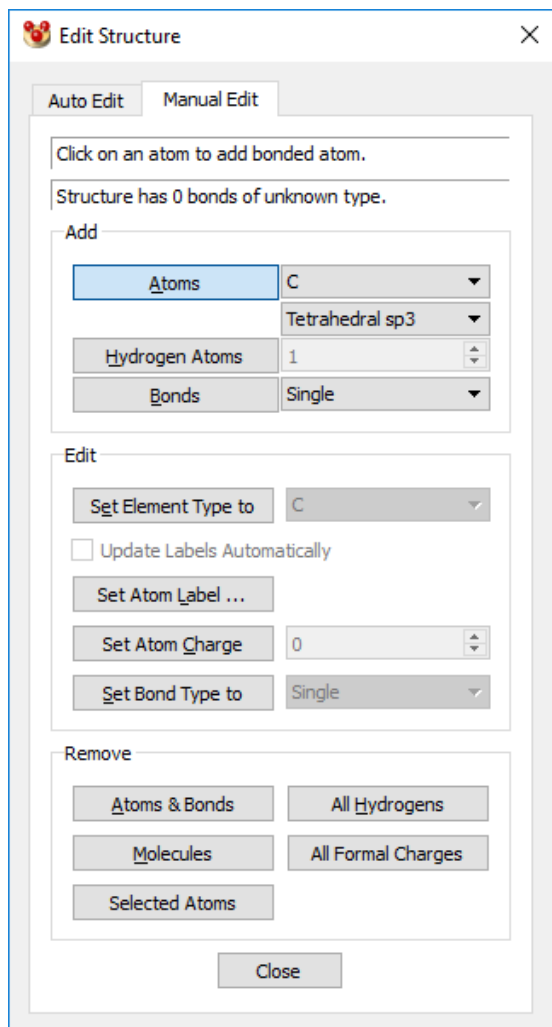 Edit Structure
Auto Edit Manual Edit
Click on an atom to add bonded atom.
Structure has 0 bonds of unknown type.
Add
Atoms C
Tetrahedral sp3
Hydrogen Atoms 1
Bonds Single
Edit
Set Element Type to C
Update Labels Automatically
Set Atom Label ...
Set Atom Charge 0
Set Bond Type to Single
Remove
Atoms & Bonds All Hydrogens
Molecules All Formal Charges
Selected Atoms
Close